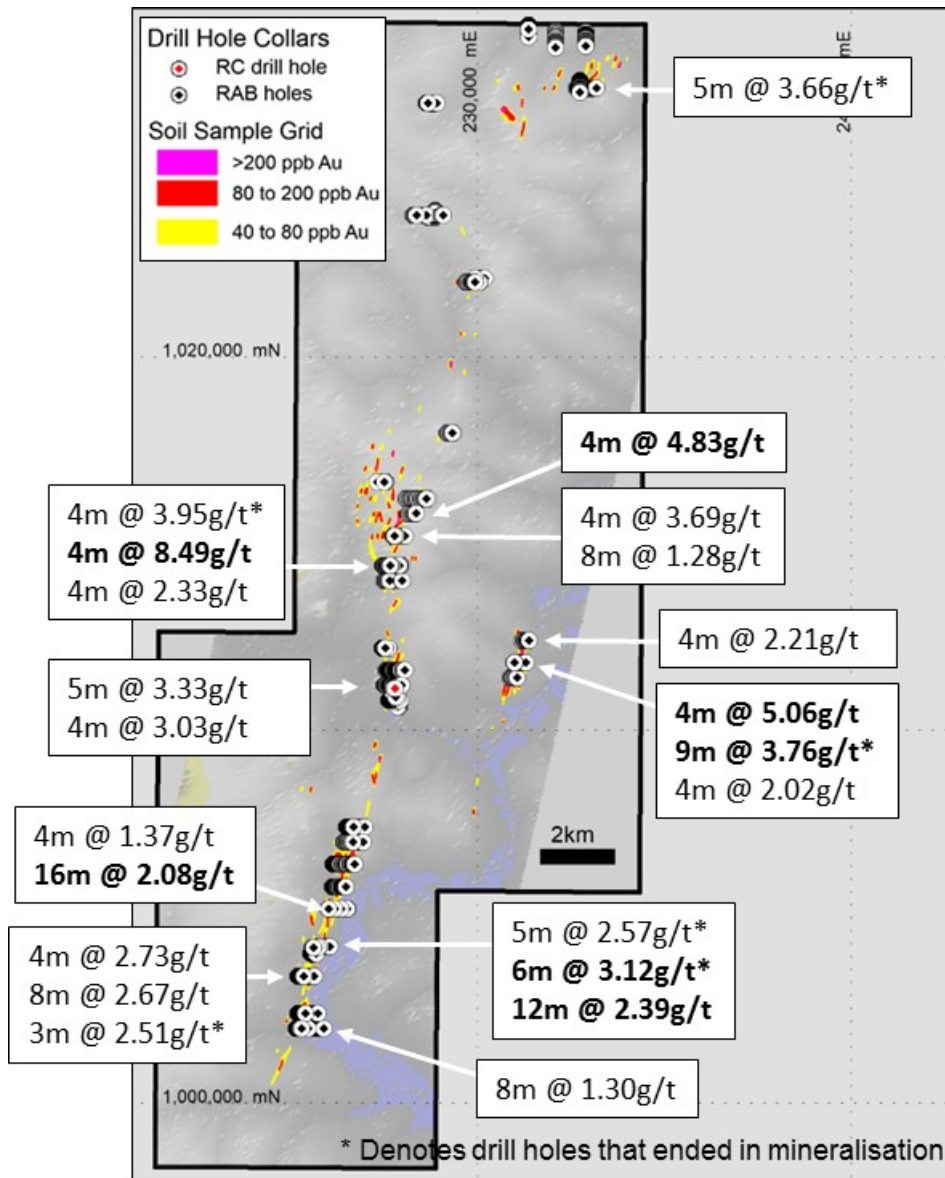 Drill Hole Collars
RC drill hole
RAB holes
Soil Sample Grid
>200 ppb Au
80 to 200 ppb Au
40 to 80 ppb Au
230,000 mE
24
mE
5m @ 3.66g/t*
1,020,000 mN
4m @ 4.83g/t
4m @ 3.95g/t*
4m @ 8.49g/t
4m @ 2.33g/t
4m @ 3.69g/t
8m @ 1.28g/t
4m @ 2.21g/t
5m @ 3.33g/t
4m @ 3.03g/t
4m @ 5.06g/t
9m @ 3.76g/t*
4m @ 2.02g/t
2km
4m @ 1.37g/t
16m @ 2.08g/t
5m @ 2.57g/t*
6m @ 3.12g/t*
12m @ 2.39g/t
4m @ 2.73g/t
8m @ 2.67g/t
3m @ 2.51g/t*
8m @ 1.30g/t
1,000,000 mN
* Denotes drill holes that ended in mineralisation